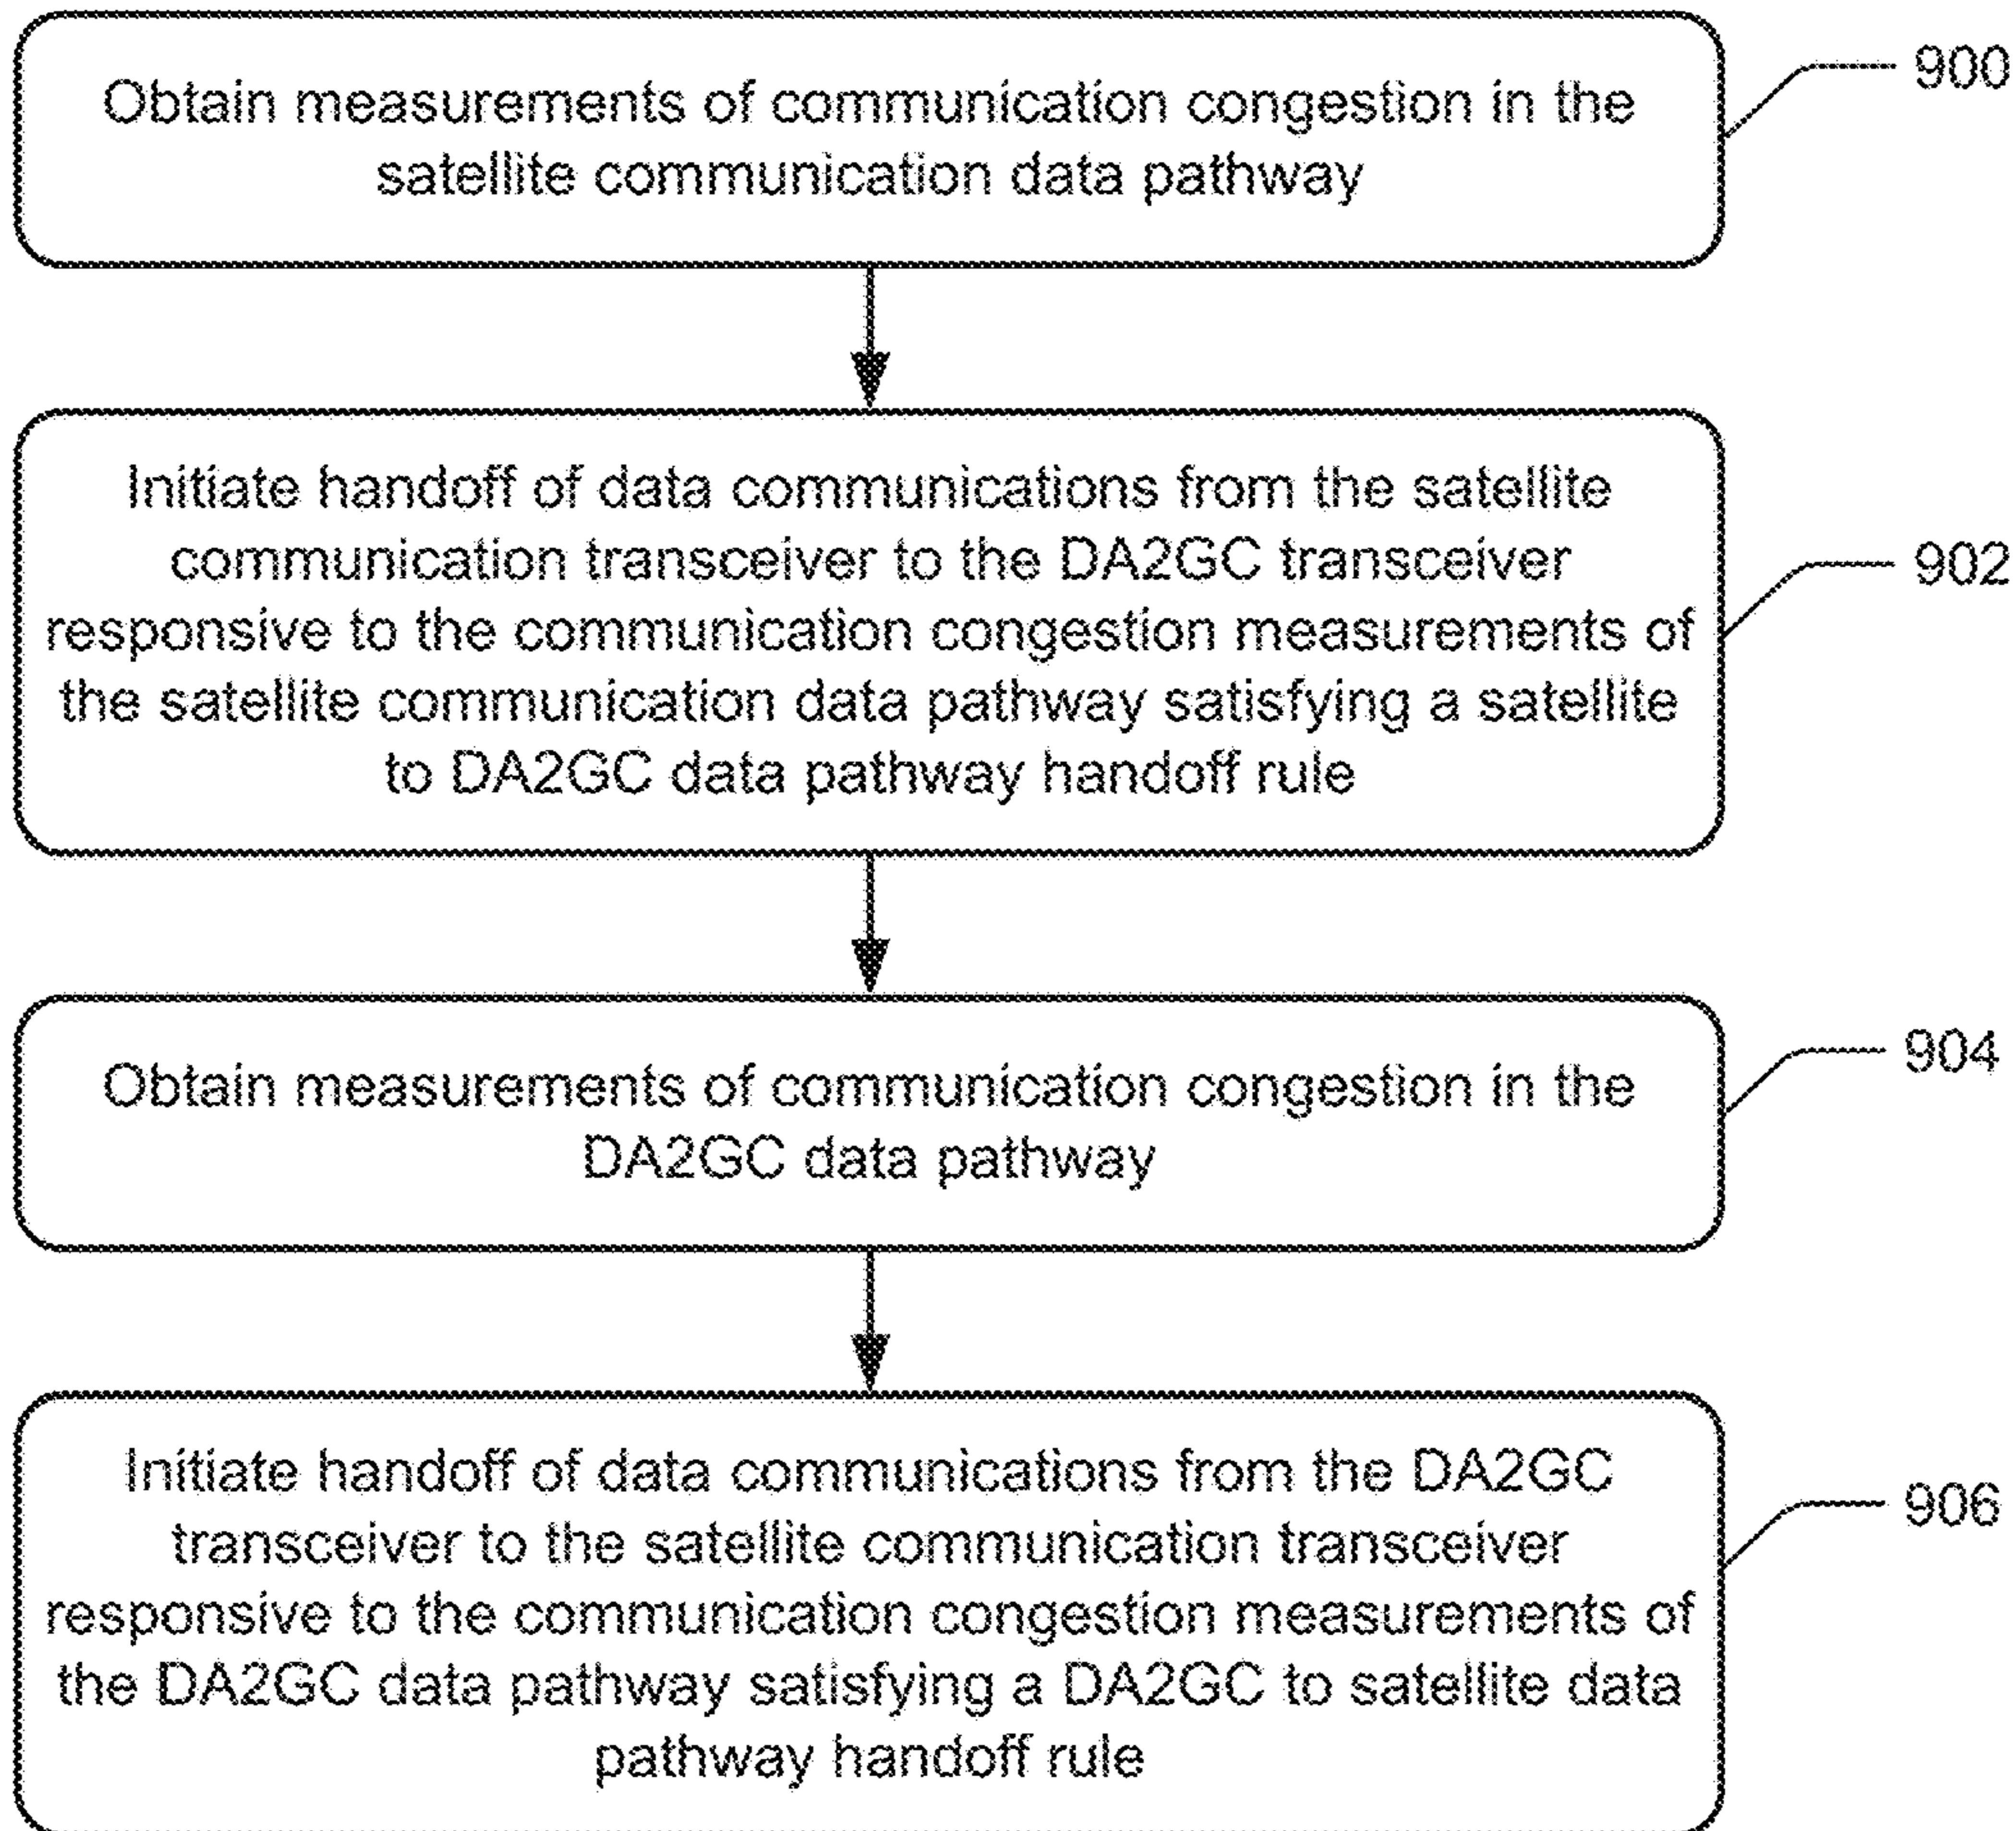 Obtain measurements of communication congestion in the
satellite communication data pathway
900
Initiate handoff of data communications from the satellite
communication transceiver to the DA2GC transceiver
responsive to the communication congestion measurements of
the satellite communication data pathway satisfying a satellite
to DA2GC data pathway handoff rule
902
Obtain measurements of communication congestion in the
DA2GC data pathway
904
Initiate handoff of data communications from the DA2GC
transceiver to the satellite communication transceiver
responsive to the communication congestion measurements of
the DA2GC data pathway satisfying a DA2GC to satellite data
pathway handoff rule
906